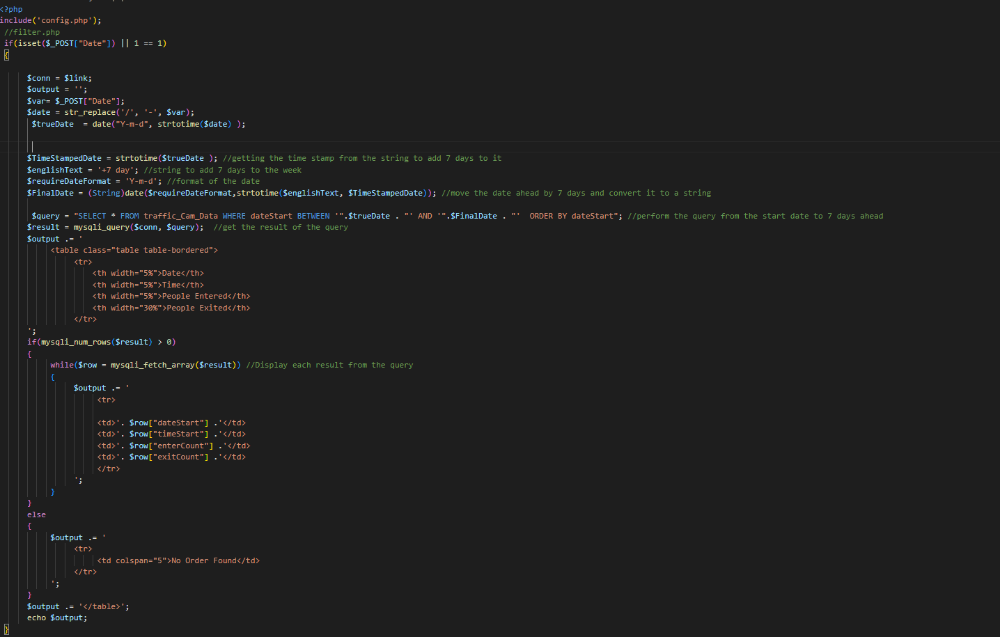 <?php
include('config.php');
//filter.php
if(isset($_POST["Date"]) || 1 == 1)
{
$conn = $link;
$output = '';
$var= $_POST["Date"];
$date = str_replace('/', '-', $var);
$trueDate  = date("Y-m-d", strtotime($date) );
$TimeStampedDate = strtotime($trueDate ); //getting the time stamp from the string to add 7 days to it
$englishText = '+7 day'; //string to add 7 days to the week
$requireDateFormat = 'Y-m-d'; //format of the date
$FinalDate = (String)date($requireDateFormat,strtotime($englishText, $TimeStampedDate)); //move the date ahead by 7 days and convert it to a string
$query = "SELECT * FROM traffic_Cam_Data WHERE dateStart BETWEEN '".$trueDate . "' AND '".$FinalDate . "'  ORDER BY dateStart"; //perform the query from the start date to 7 days ahead
$result = mysqli_query($conn, $query);  //get the result of the query
$output .= '
<table class="table table-bordered">
<tr>
<th width="5%">Date</th>
<th width="5%">Time</th>
<th width="5%">People Entered</th>
<th width="30%">People Exited</th>
</tr>
';
if(mysqli_num_rows($result) > 0)
{
while($row = mysqli_fetch_array($result)) //Display each result from the query
{
$output .= '
<tr>
<td>'. $row["dateStart"] .'</td>
<td>'. $row["timeStart"] .'</td>
<td>'. $row["enterCount"] .'</td>
<td>'. $row["exitCount"] .'</td>
</tr>
';
}
}
else
{
$output .= '
<tr>
<td colspan="5">No Order Found</td>
</tr>
';
}
$output .= '</table>';
echo $output;
}